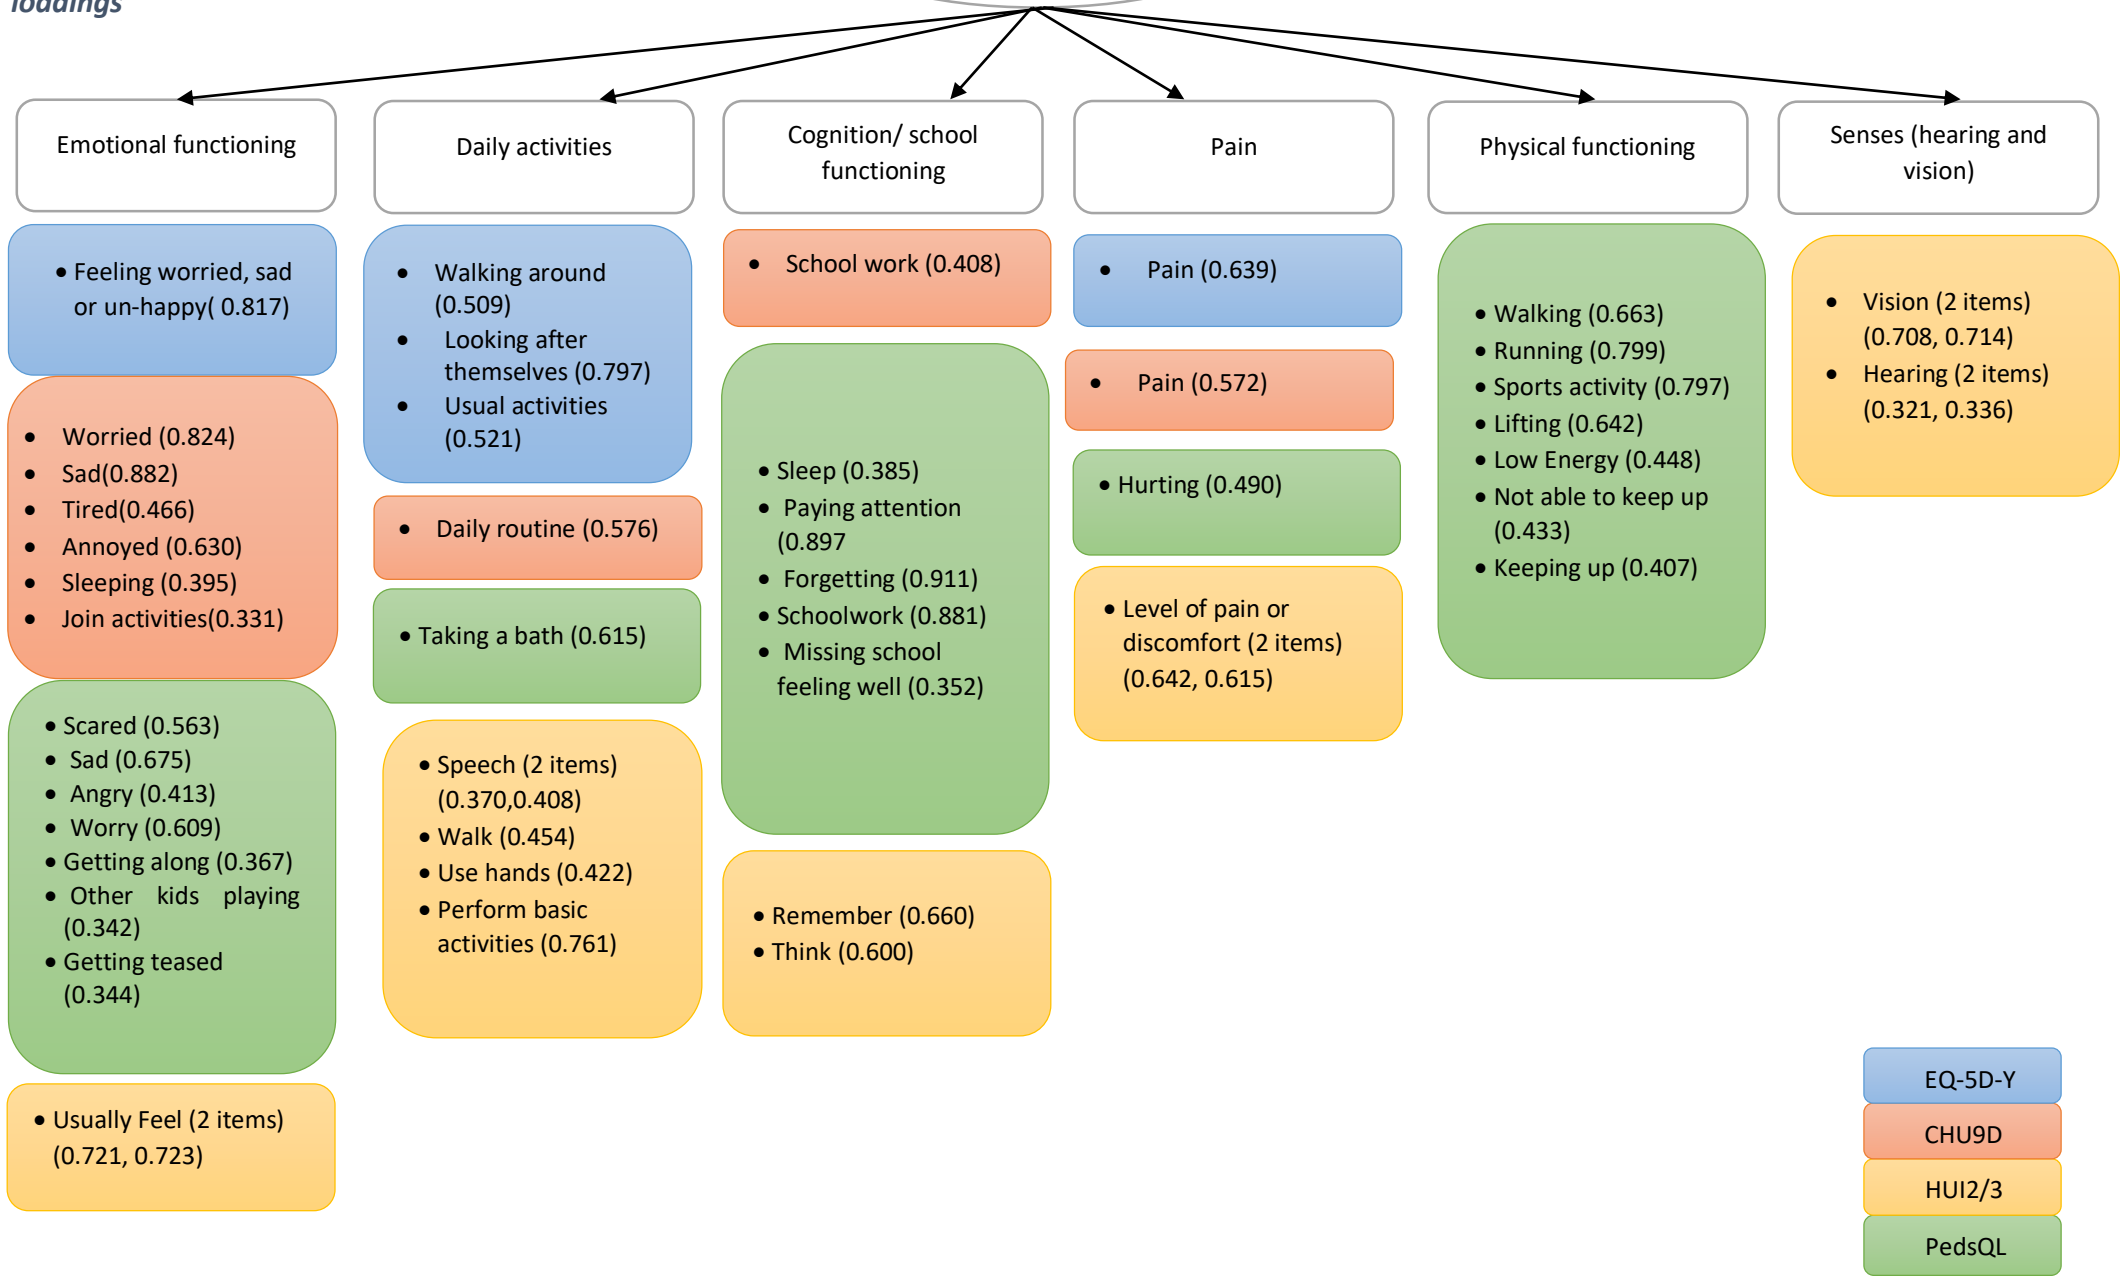 loadings
Emotional functioning
Daily activities
Cognition/ school
functioning
Pain
Physical functioning
Senses (hearing and
vision)
• Feeling worried, sad
or un-happy( 0.817)
• Worried (0.824)
• Sad(0.882)
• Tired(0.466)
• Annoyed (0.630)
• Sleeping (0.395)
• Join activities(0.331)
• Scared (0.563)
• Sad (0.675)
• Angry (0.413)
• Worry (0.609)
• Getting along (0.367)
• Other kids playing
(0.342)
• Getting teased
(0.344)
• Usually Feel (2 items)
(0.721, 0.723)
• Walking around
(0.509)
• Looking after
themselves (0.797)
• Usual activities
(0.521)
• Daily routine (0.576)
• Taking a bath (0.615)
• Speech (2 items)
(0.370,0.408)
• Walk (0.454)
• Use hands (0.422)
• Perform basic
activities (0.761)
• School work (0.408)
• Sleep (0.385)
• Paying attention
(0.897
• Forgetting (0.911)
• Schoolwork (0.881)
• Missing school
feeling well (0.352)
• Remember (0.660)
• Think (0.600)
• Pain (0.639)
• Pain (0.572)
• Hurting (0.490)
• Level of pain or
discomfort (2 items)
(0.642, 0.615)
• Walking (0.663)
• Running (0.799)
• Sports activity (0.797)
• Lifting (0.642)
• Low Energy (0.448)
• Not able to keep up
(0.433)
• Keeping up (0.407)
• Vision (2 items)
(0.708, 0.714)
• Hearing (2 items)
(0.321, 0.336)
EQ-5D-Y
CHU9D
HUI2/3
PedsQL